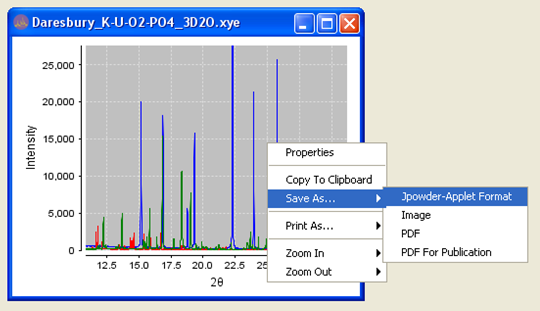 Daresbury_K-U-O2-PO4_3D2O.xye
25,000
20,000
15,000
10,000
5,000
0
Intensity
12.5 15.0 17.5 20.0 22.5 25
2θ
Properties
Copy To Clipboard
Save As...
Print As...
Zoom In
Zoom Out
Jpowder-Applet Format
Image
PDF
PDF For Publication